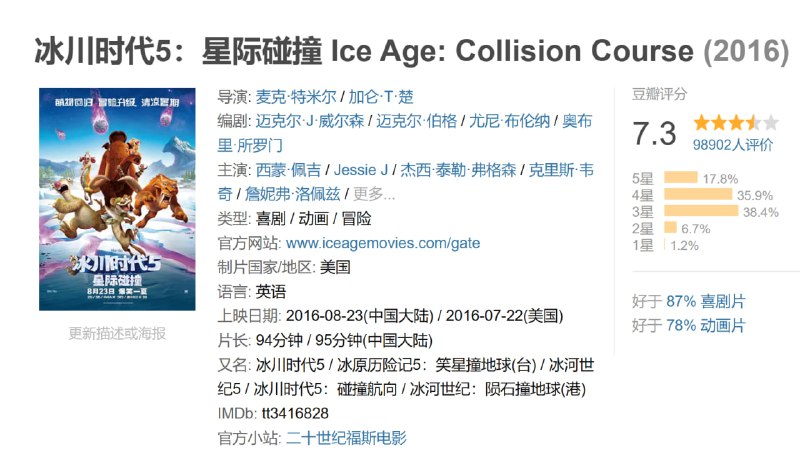 冰川时代5：星际碰撞 Ice Age: Collision Course (2016)
萌物回归 冒险升级 清凉暑期
冰川时代5
星际碰撞
8月23日 爆笑一夏
更新描述或海报
导演: 麦克·特米尔 / 加仑·T·楚
编剧: 迈克尔·J·威尔森 / 迈克尔·伯格 / 尤尼·布伦纳 / 奥布
里·所罗门
主演: 西蒙·佩吉 / Jessie J / 杰西·泰勒·弗格森 / 克里斯·韦
奇 / 詹妮弗·洛佩兹 / 更多...
类型: 喜剧 / 动画 / 冒险
官方网站: www.iceagemovies.com/gate
制片国家/地区: 美国
语言: 英语
上映日期: 2016-08-23(中国大陆) / 2016-07-22(美国)
片长: 94分钟 / 95分钟(中国大陆)
又名: 冰川时代5 / 冰原历险记5：笑星撞地球(台) / 冰河世
纪5 / 冰川时代5：碰撞航向 / 冰河世纪：陨石撞地球(港)
IMDb: tt3416828
官方小站: 二十世纪福斯电影
豆瓣评分
7.3
98902人评价
5星 17.8%
4星 35.9%
3星 38.4%
2星 6.7%
1星 1.2%
好于 87% 喜剧片
好于 78% 动画片